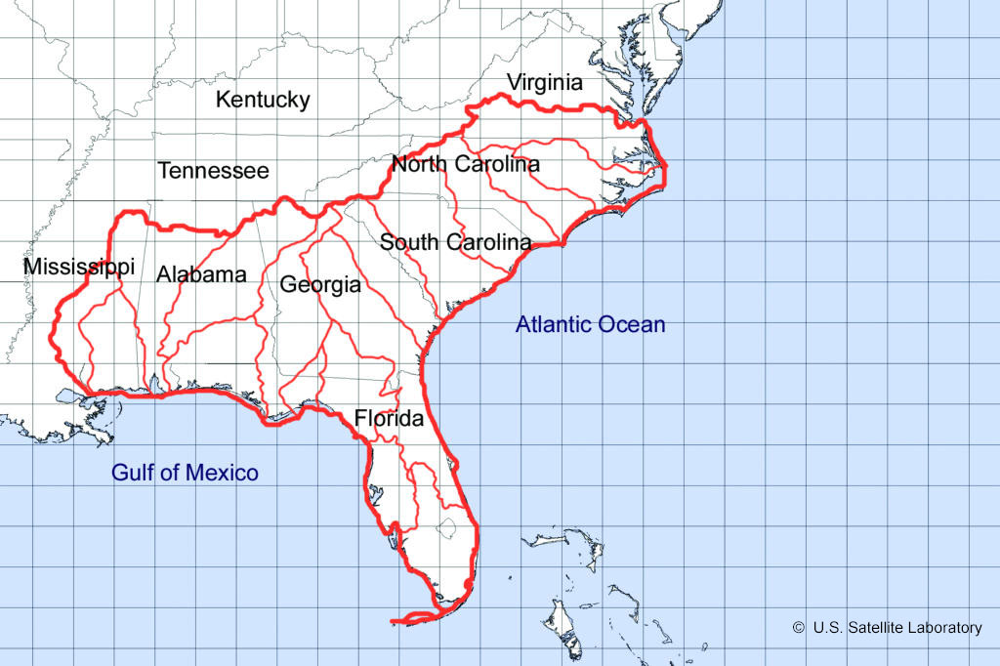 Virginia
Kentucky
North Carolina
Tennessee
South Carolina
Mississippi
Alabama
Georgia
Atlantic Ocean
Florida
Gulf of Mexico
© U.S. Satellite Laboratory